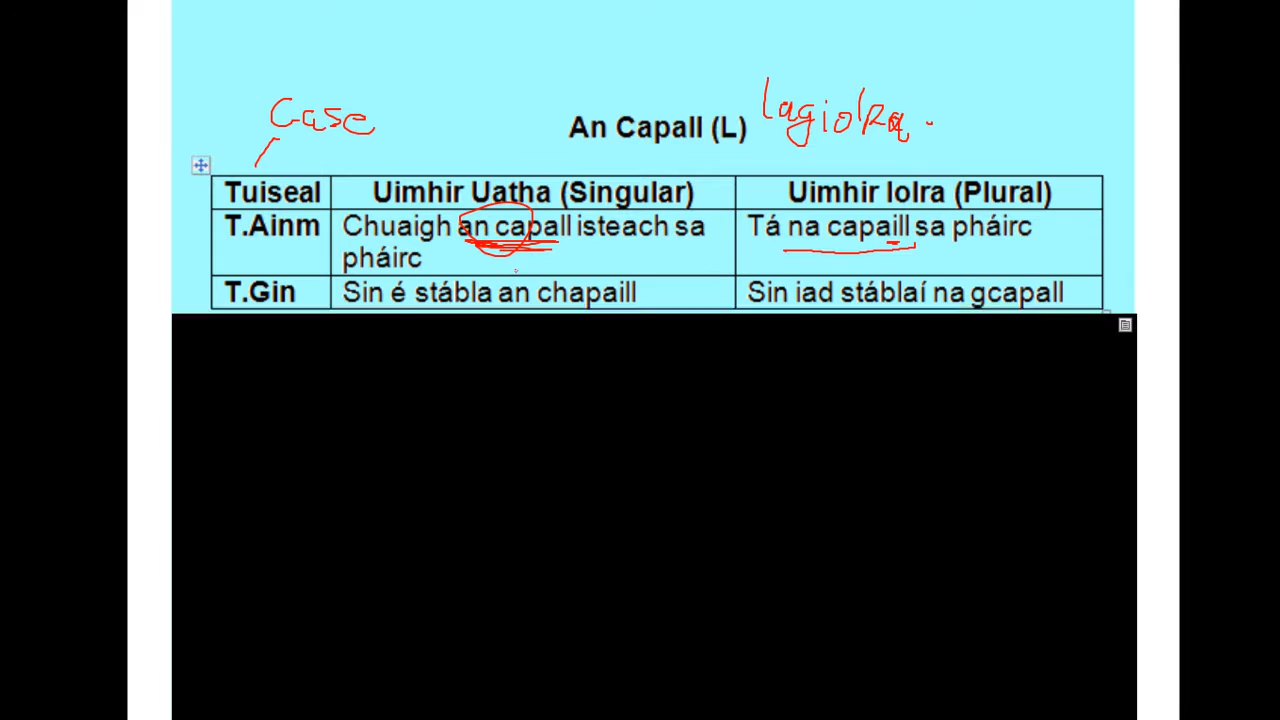 case
An Capall (L) lagiolra.
Tuiseal Uimhir Uatha (Singular) Uimhir Iolra (Plural)
T.Ainm Chuaigh an capall isteach sa Tá na capaill sa pháirc
pháirc
T.Gin Sin é stábla an chapaill Sin iad stáblaí na gcapall